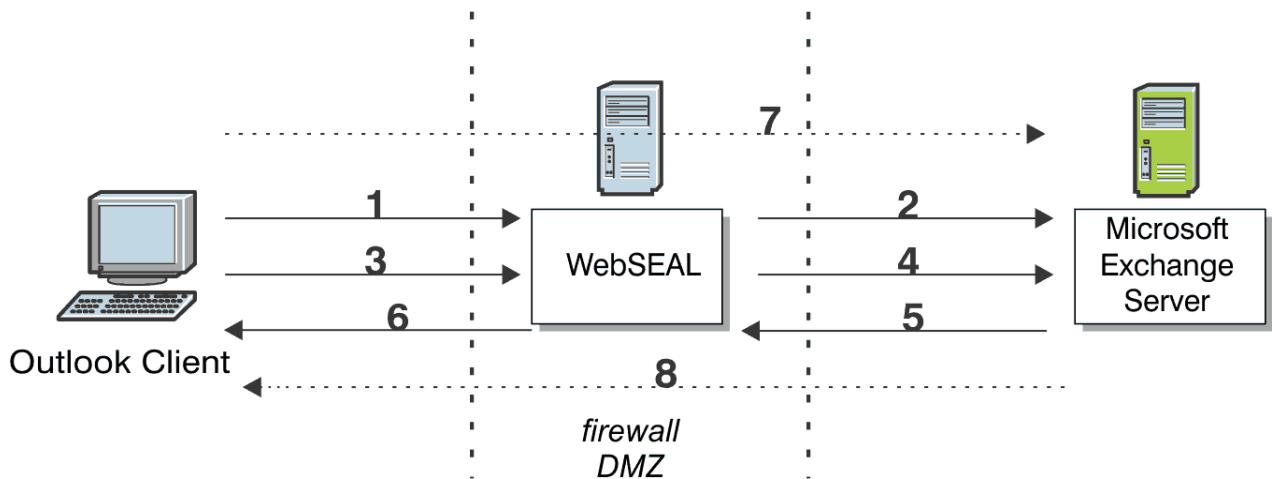 7
1
2
Microsoft
Exchange
Server
WebSEAL
3
4
6
5
Outlook Client
8
firewall
DMZ